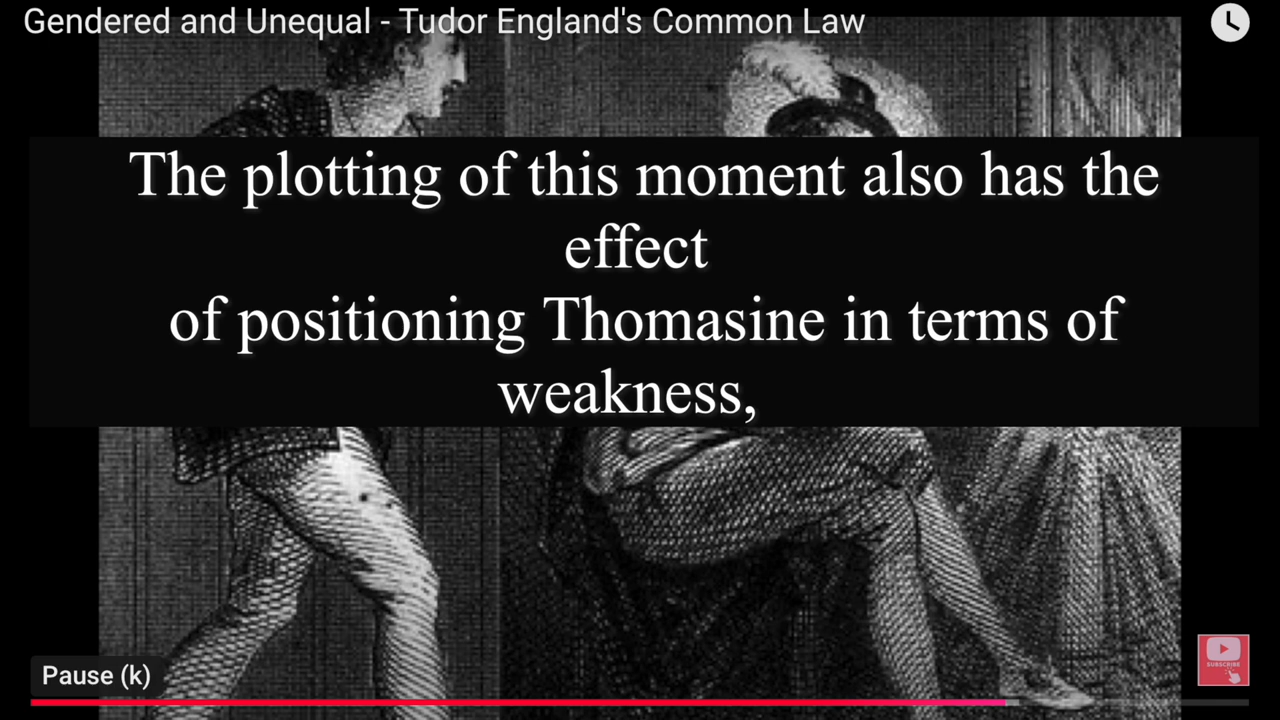 Gendered and Unequal - Tudor England's Common Law
The plotting of this moment also has the
effect
of positioning Thomasine in terms of
weakness,
SUBSCRIBE
Pause (k)